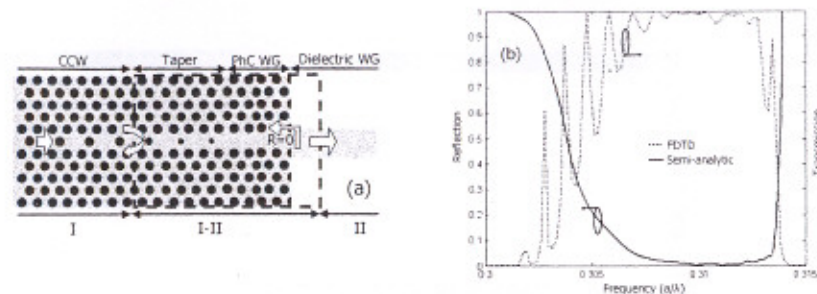 CCW Taper PhC WG Dielectric WG
R=0
(a)
I I-II II
(b)
1
0.9
0.8
0.7
0.6
0.5
0.4
0.3
0.2
0.1
0
Reflection
FDTD
Semi-analytic
0.3 0.305 0.31 0.315
Frequency (a/λ)